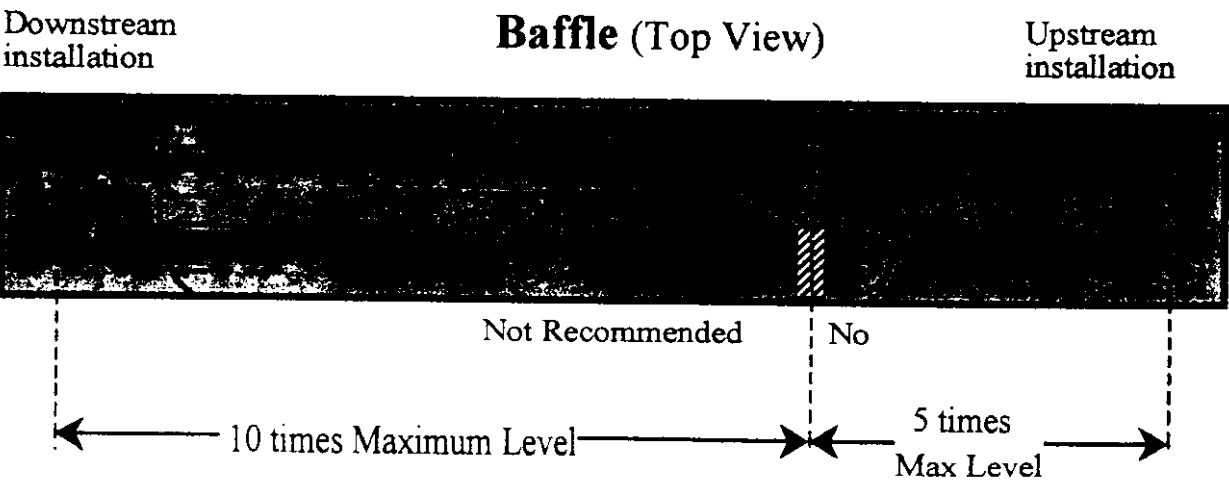 Downstream
installation
Baffle (Top View)
Upstream
installation
Not Recommended
No
10 times Maximum Level
5 times
Max Level